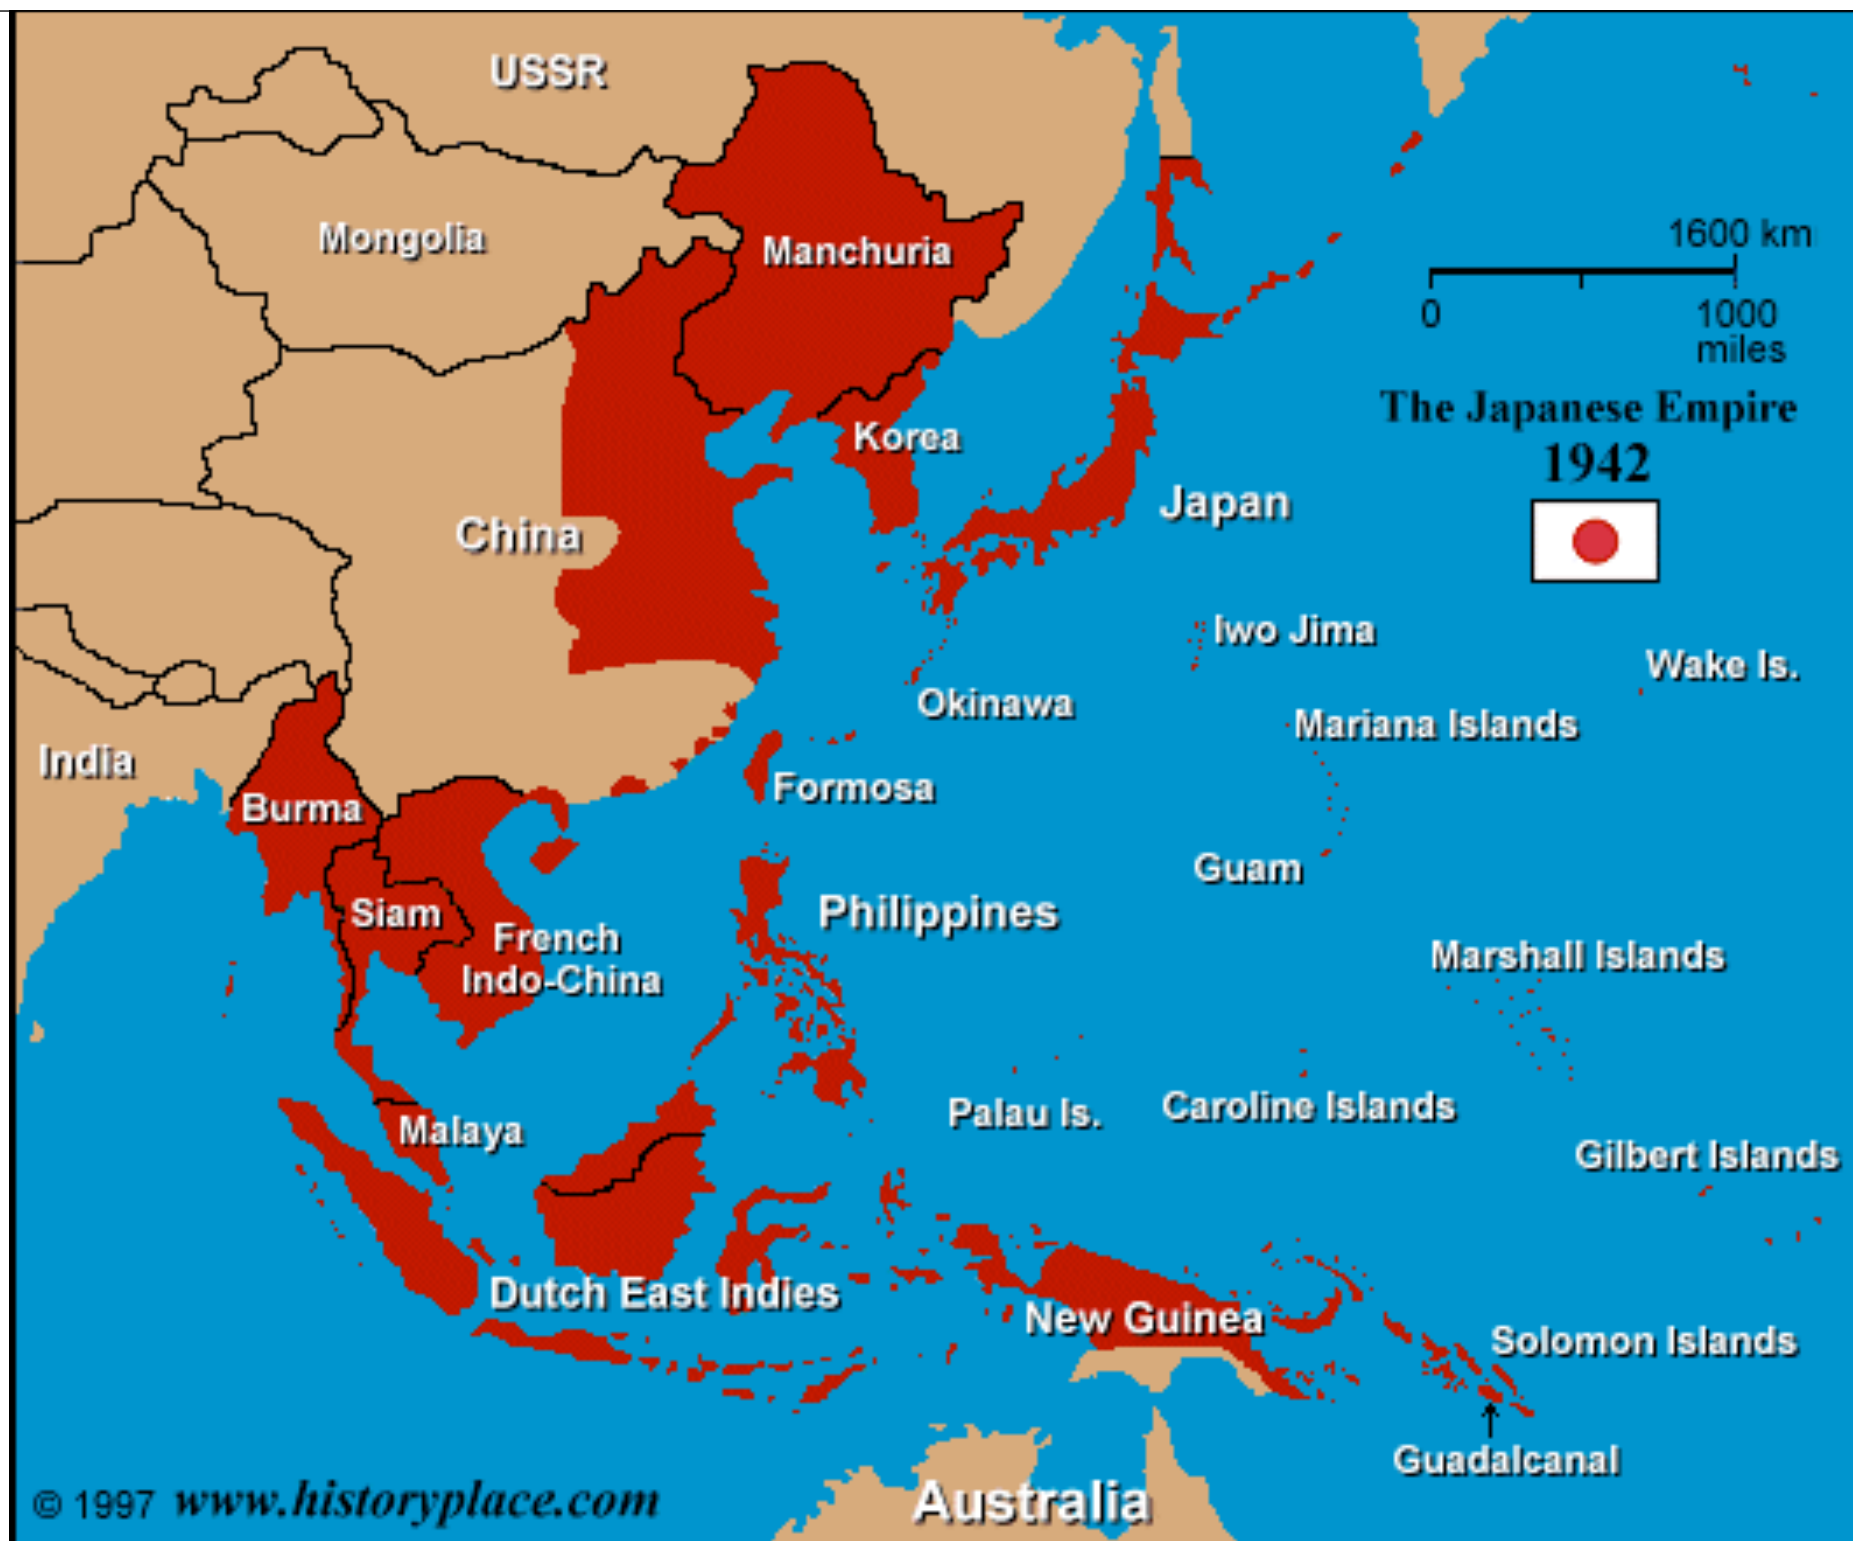 USSR
Mongolia
Manchuria
1600 km
0
1000
miles
The Japanese Empire
1942
Korea
Japan
China
Iwo Jima
Wake Is.
Okinawa
Mariana Islands
India
Formosa
Burma
Guam
Siam
Philippines
French
Indo-China
Marshall Islands
Palau Is.
Caroline Islands
Malaya
Gilbert Islands
Dutch East Indies
New Guinea
Solomon Islands
Guadalcanal
Australia
© 1997 www.historyplace.com